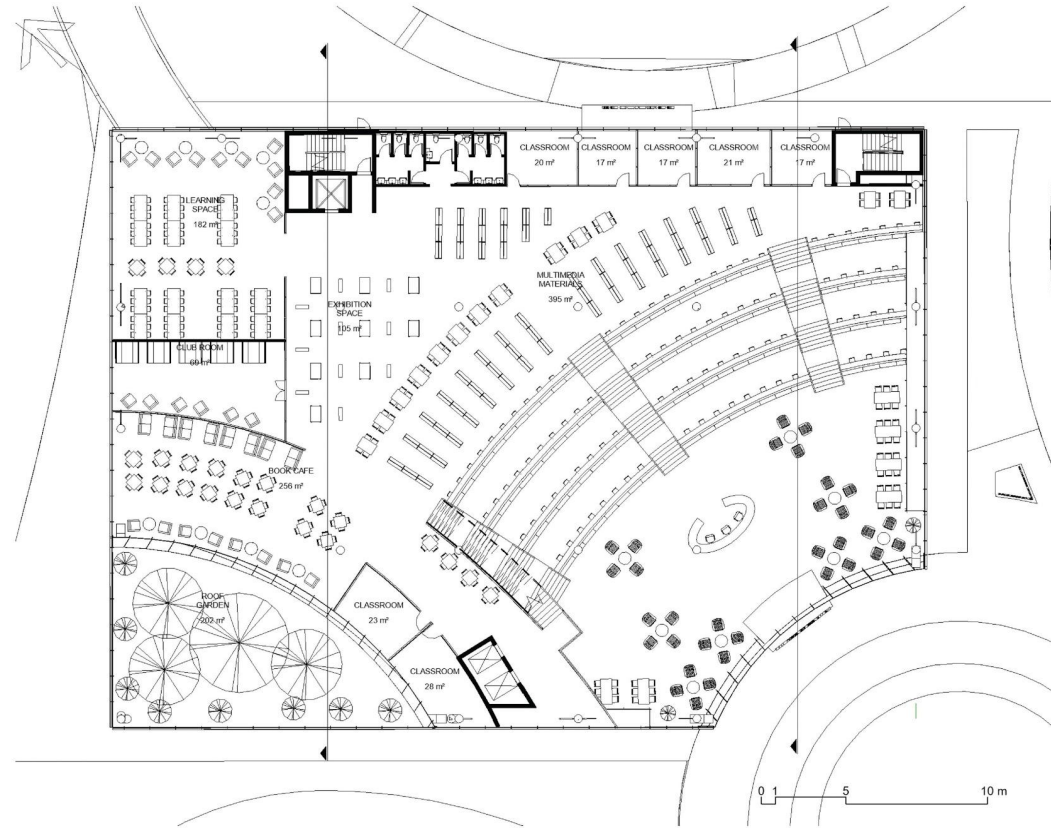 CLASSROOM
20 m²
CLASSROOM
17 m²
CLASSROOM
17 m²
CLASSROOM
21 m²
CLASSROOM
17 m²
LEARNING
SPACE
182 m²
MULTIMEDIA
MATERIALS
395 m²
EXHIBITION
SPACE
105 m²
CLUB ROOM
69 m²
BOOK CAFE
256 m²
ROOF
GARDEN
202 m²
CLASSROOM
23 m²
CLASSROOM
28 m²
0 1 5 10 m